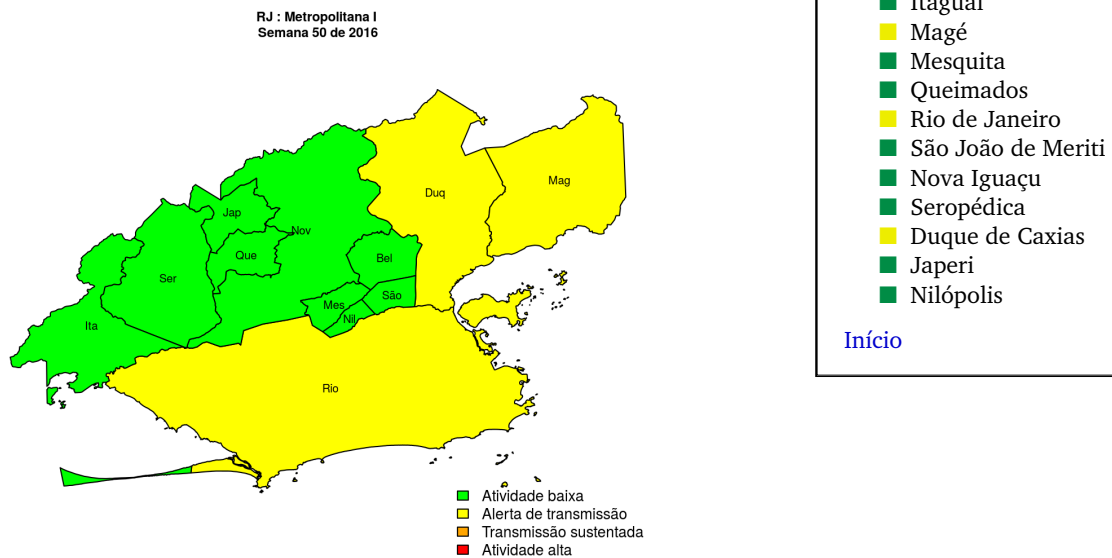 RJ : Metropolitana I
Semana 50 de 2016
Mag
Duq
Jap
Nov
Que
Bel
Ser
São
Mes
Nil
Ita
Rio
Atividade baixa
Alerta de transmissão
Transmissão sustentada
Atividade alta
Itaguaí
Magé
Mesquita
Queimados
Rio de Janeiro
São João de Meriti
Nova Iguaçu
Seropédica
Duque de Caxias
Japeri
Nilópolis
Início